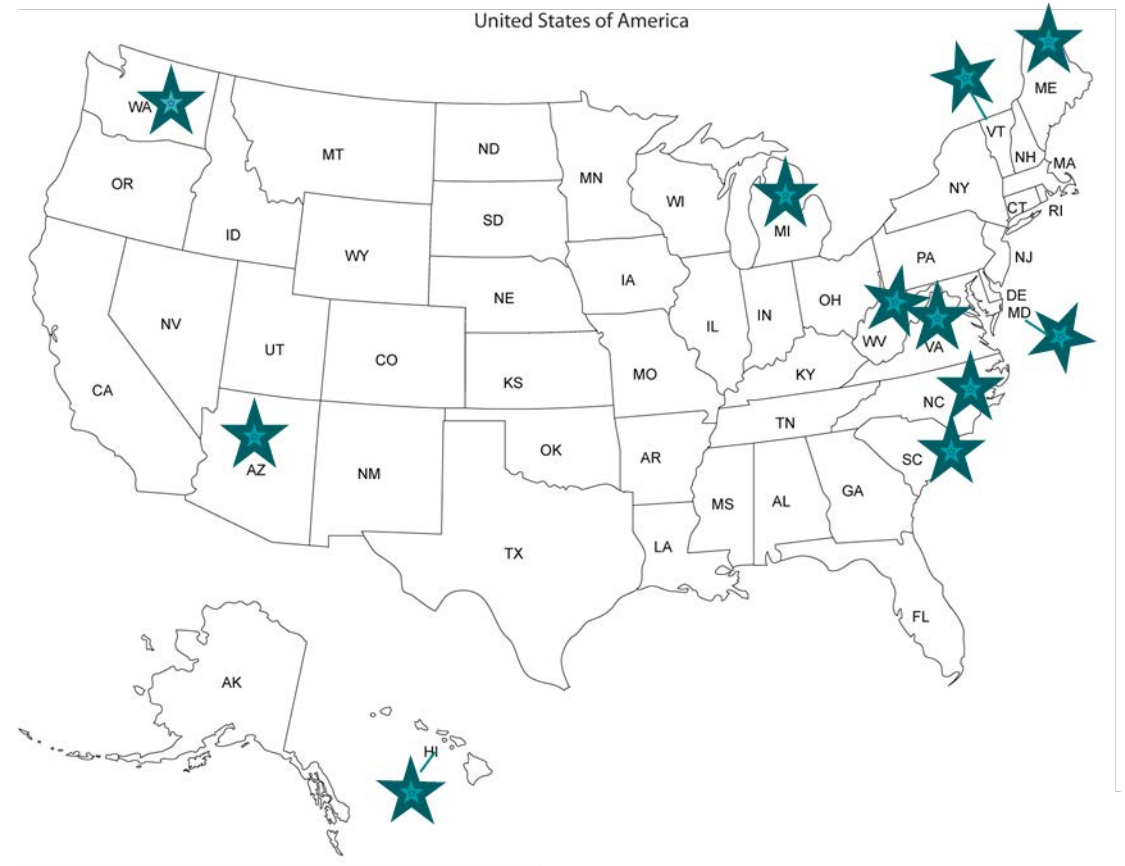 United States of America
ME
WA
VT
MT
ND
NH
MA
OR
MN
NY
CT
RI
ID
SD
WI
MI
WY
PA
NJ
IA
NE
OH
DE
MD
NV
IL
IN
WV
VA
UT
CO
CA
KS
MO
KY
NC
TN
AZ
NM
OK
AR
SC
MS
AL
GA
TX
LA
FL
AK
HI